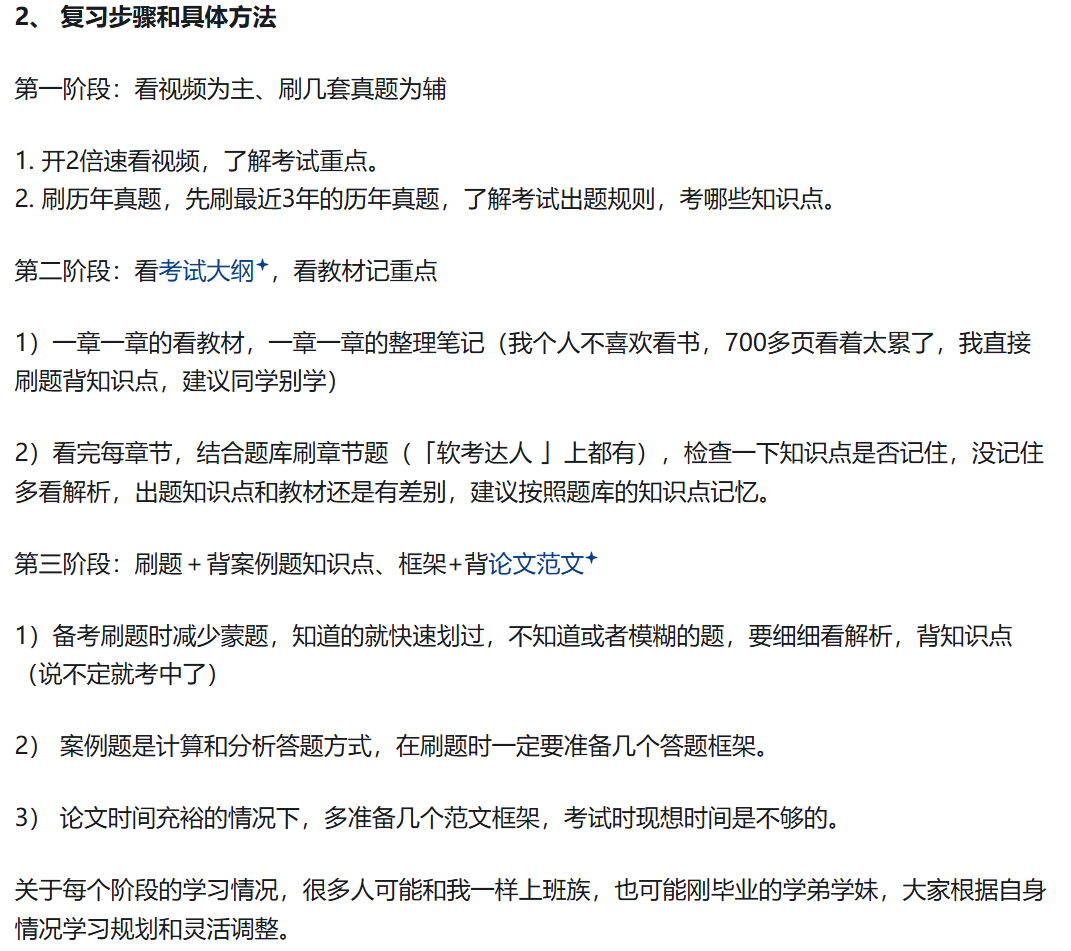 2、 复习步骤和具体方法
第一阶段：看视频为主、刷几套真题为辅
1. 开2倍速看视频，了解考试重点。
2. 刷历年真题，先刷最近3年的历年真题，了解考试出题规则，考哪些知识点。
第二阶段：看考试大纲，看教材记重点
1）一章一章的看教材，一章一章的整理笔记（我个人不喜欢看书，700多页看着太累了，我直接
刷题背知识点，建议同学别学）
2）看完每章节，结合题库刷章节题（「软考达人 」上都有），检查一下知识点是否记住，没记住
多看解析，出题知识点和教材还是有差别，建议按照题库的知识点记忆。
第三阶段：刷题＋背案例题知识点、框架+背论文范文
1）备考刷题时减少蒙题，知道的就快速划过，不知道或者模糊的题，要细细看解析，背知识点
（说不定就考中了）
2） 案例题是计算和分析答题方式，在刷题时一定要准备几个答题框架。
3） 论文时间充裕的情况下，多准备几个范文框架，考试时现想时间是不够的。
关于每个阶段的学习情况，很多人可能和我一样上班族，也可能刚毕业的学弟学妹，大家根据自身
情况学习规划和灵活调整。